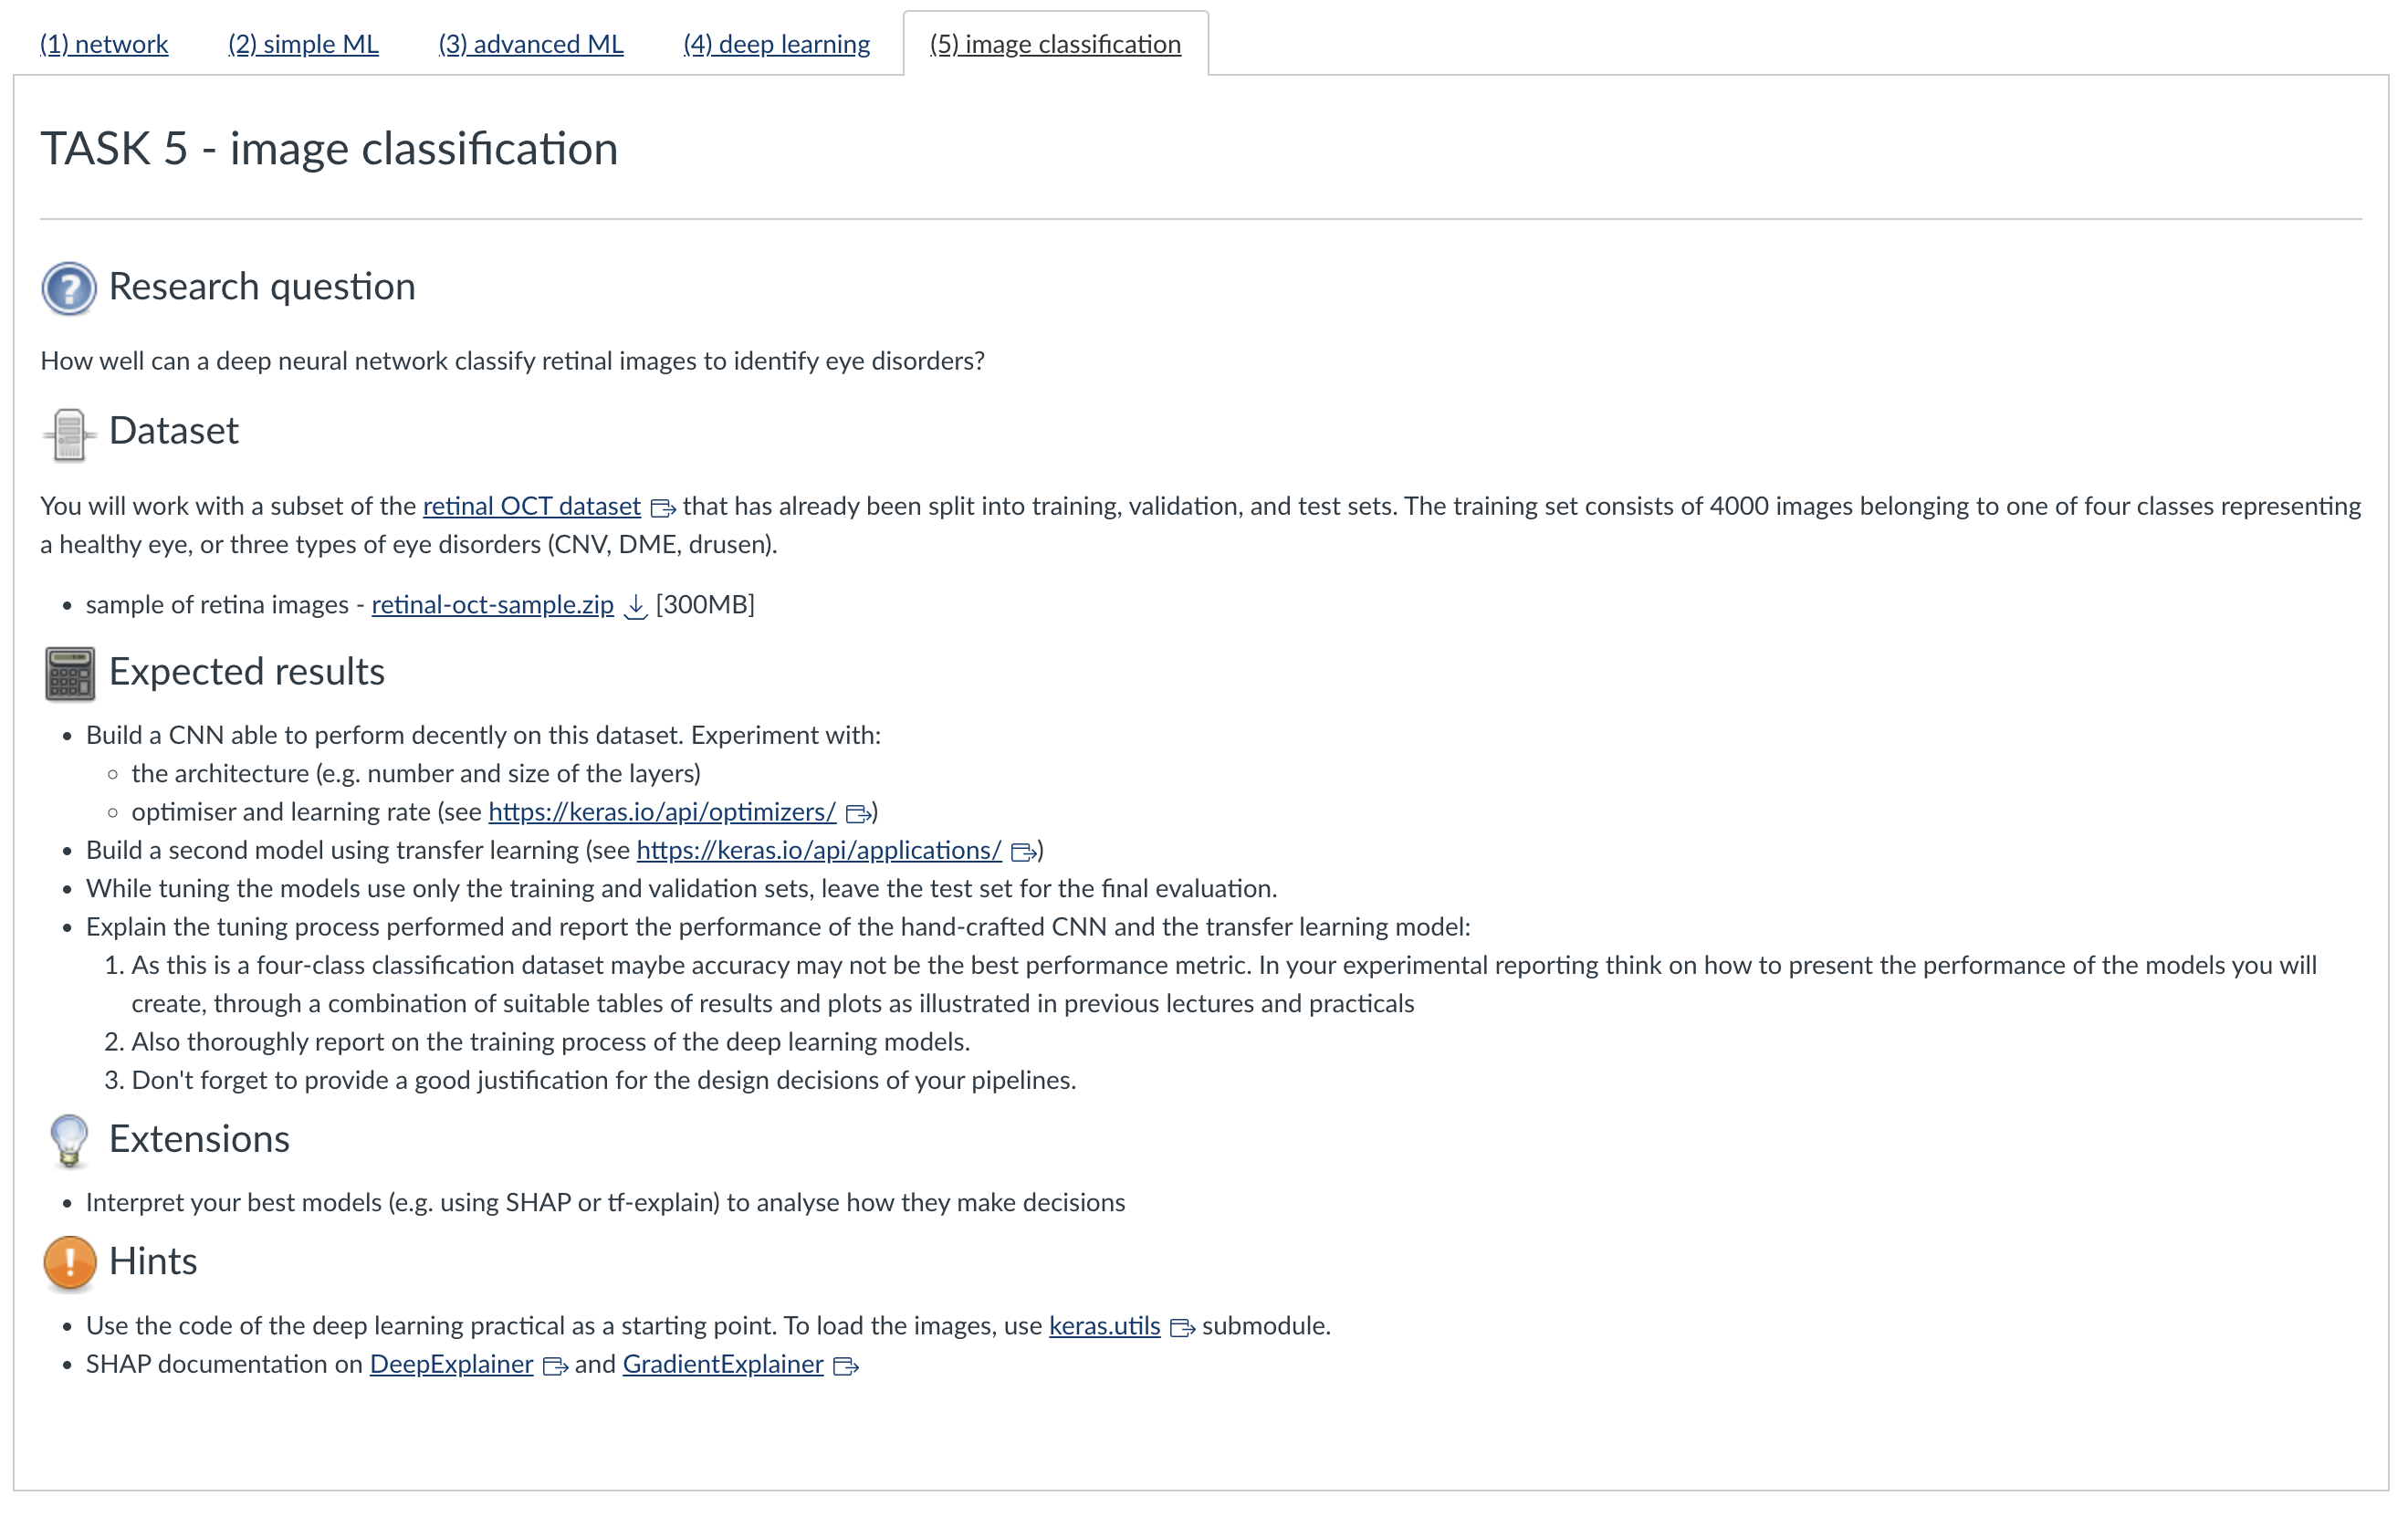 (1) network (2) simple ML (3) advanced ML (4) deep learning (5) image classification
TASK 5 - image classification
? Research question
How well can a deep neural network classify retinal images to identify eye disorders?
Dataset
You will work with a subset of the retinal OCT dataset that has already been split into training, validation, and test sets. The training set consists of 4000 images belonging to one of four classes representing
a healthy eye, or three types of eye disorders (CNV, DME, drusen).
• sample of retina images - retinal-oct-sample.zip [300MB]
Expected results
• Build a CNN able to perform decently on this dataset. Experiment with:
◦ the architecture (e.g. number and size of the layers)
◦ optimiser and learning rate (see https://keras.io/api/optimizers/ )
• Build a second model using transfer learning (see https://keras.io/api/applications/ )
• While tuning the models use only the training and validation sets, leave the test set for the final evaluation.
• Explain the tuning process performed and report the performance of the hand-crafted CNN and the transfer learning model:
1. As this is a four-class classification dataset maybe accuracy may not be the best performance metric. In your experimental reporting think on how to present the performance of the models you will
create, through a combination of suitable tables of results and plots as illustrated in previous lectures and practicals
2. Also thoroughly report on the training process of the deep learning models.
3. Don't forget to provide a good justification for the design decisions of your pipelines.
Extensions
• Interpret your best models (e.g. using SHAP or tf-explain) to analyse how they make decisions
! Hints
• Use the code of the deep learning practical as a starting point. To load the images, use keras.utils submodule.
• SHAP documentation on DeepExplainer and GradientExplainer